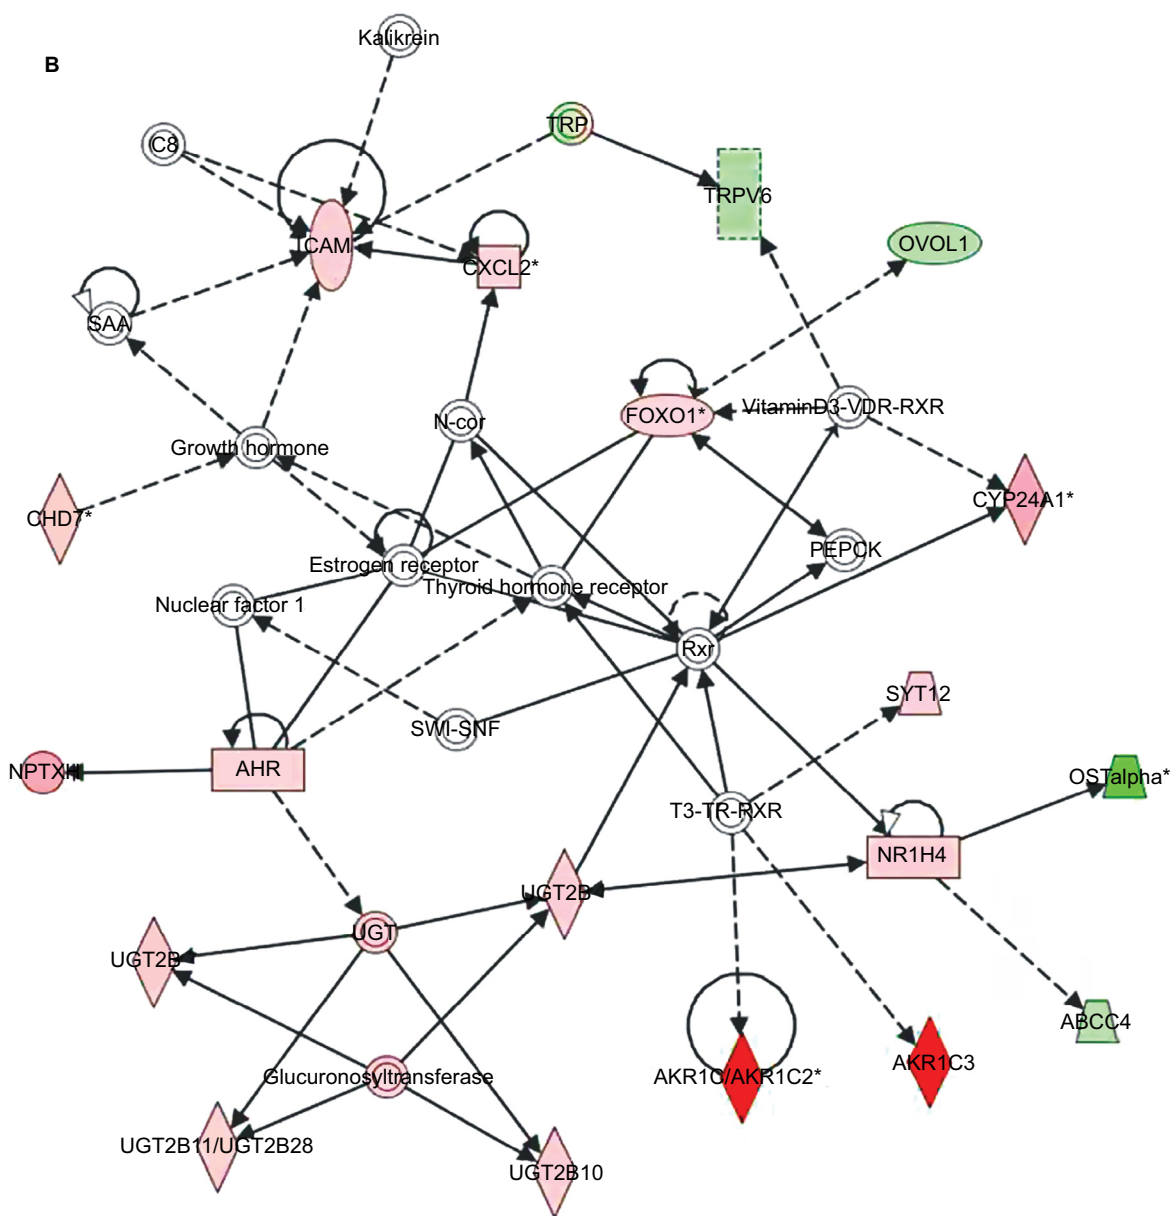 Kalikrein
B
TRP
C8
TRPV6
OVOL1
ICAM
CXCL2*
SAA
VitaminD3-VDR-RXR
FOXO1*
N-cor
Growth hormone
CYP24A1*
CHD7*
PEPCK
Estrogen receptor
Thyroid hormone receptor
Nuclear factor 1
Rxr
SYT12
SWI-SNF
AHR
OSTalpha*
T3-TR-RXR
NR1H4
UGT2B
UGT
UGT2B
ABCC4
AKR1C3
Glucuronosyltransferase
AKR1C/AKR1C2*
UGT2B11/UGT2B28
UGT2B10